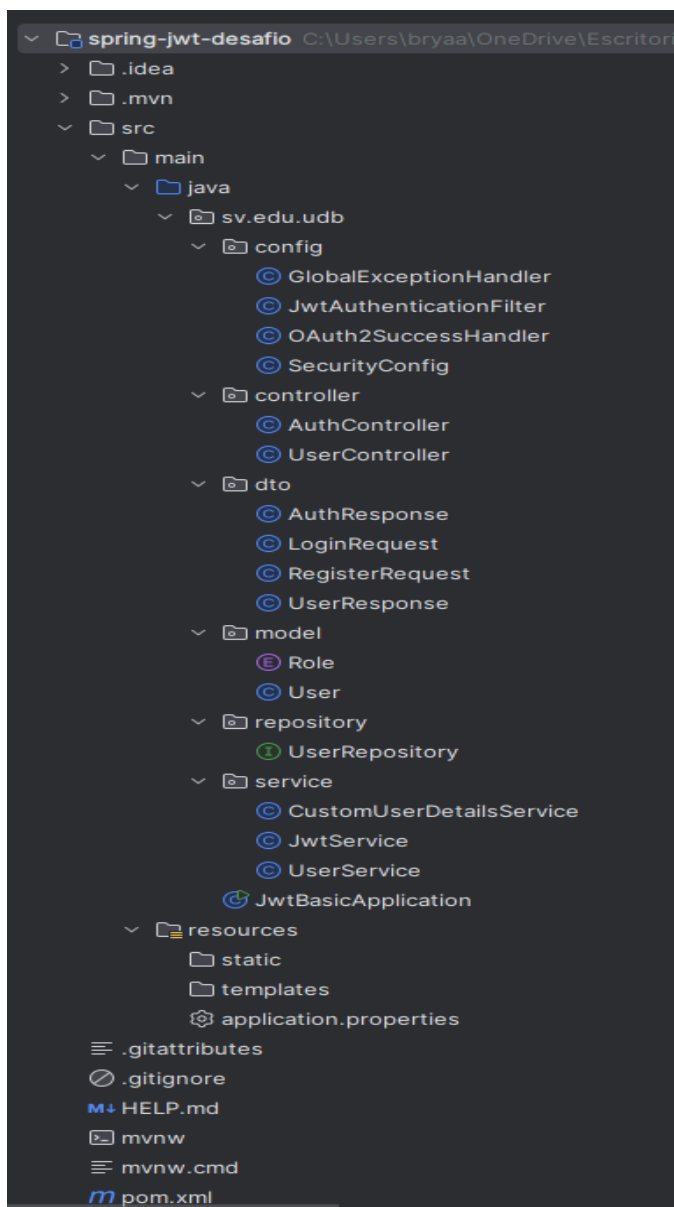 spring-jwt-desafio C:\Users\bryaa\OneDrive\Escritori
.idea
.mvn
src
main
java
sv.edu.udb
config
GlobalExceptionHandler
JwtAuthenticationFilter
OAuth2SuccessHandler
SecurityConfig
controller
AuthController
UserController
dto
AuthResponse
LoginRequest
RegisterRequest
UserResponse
model
Role
User
repository
UserRepository
service
CustomUserDetailsService
JwtService
UserService
JwtBasicApplication
resources
static
templates
application.properties
.gitattributes
.gitignore
HELP.md
mvnw
mvnw.cmd
pom.xml